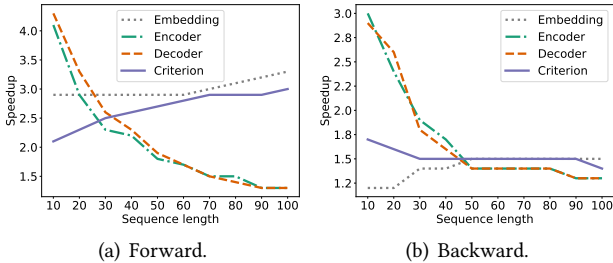 4.0
3.5
3.0
2.5
2.0
1.5
Speedup
Embedding
Encoder
Decoder
Criterion
10 20 30 40 50 60 70 80 90 100
Sequence length
(a) Forward.
3.0
2.8
2.5
2.2
2.0
1.8
1.5
1.2
Speedup
Embedding
Encoder
Decoder
Criterion
10 20 30 40 50 60 70 80 90 100
Sequence length
(b) Backward.